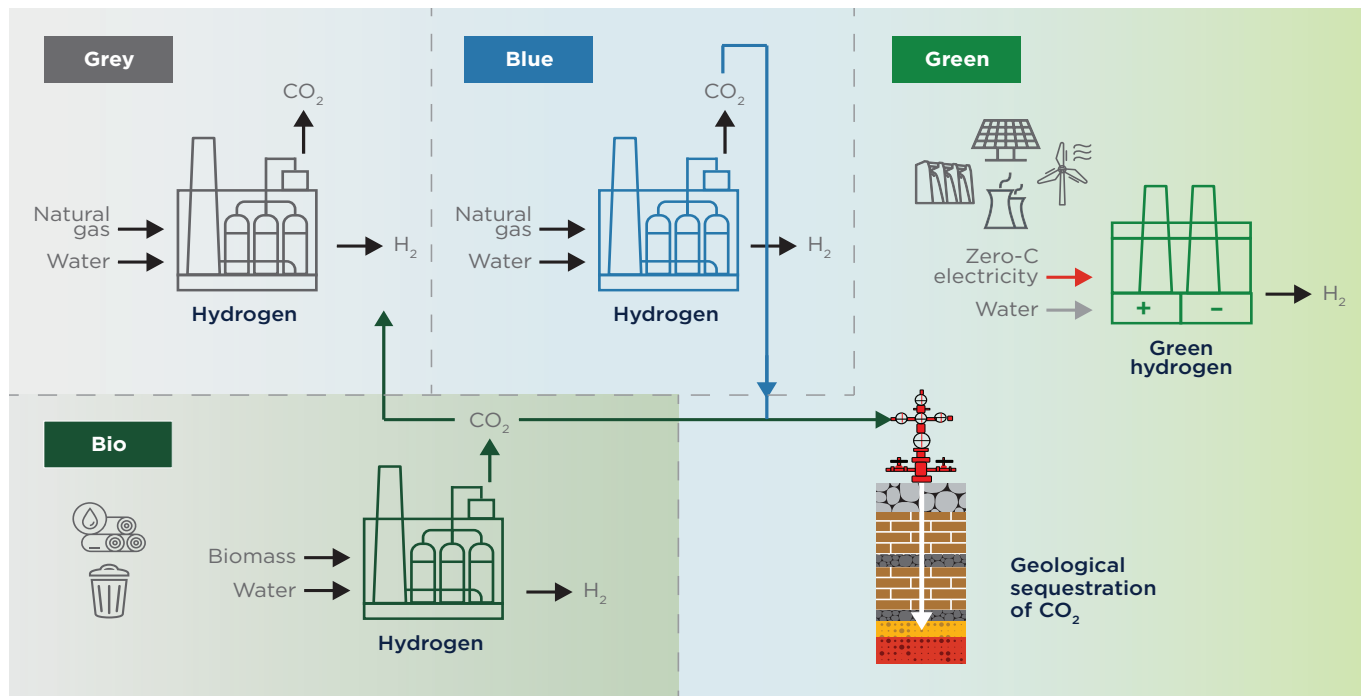 Grey
CO₂
Natural
gas
Water
H₂
Hydrogen
Blue
CO₂
Natural
gas
Water
H₂
Hydrogen
Green
Zero-C
electricity
Water
+
−
H₂
Green
hydrogen
Bio
CO₂
Biomass
Water
H₂
Hydrogen
Geological
sequestration
of CO₂